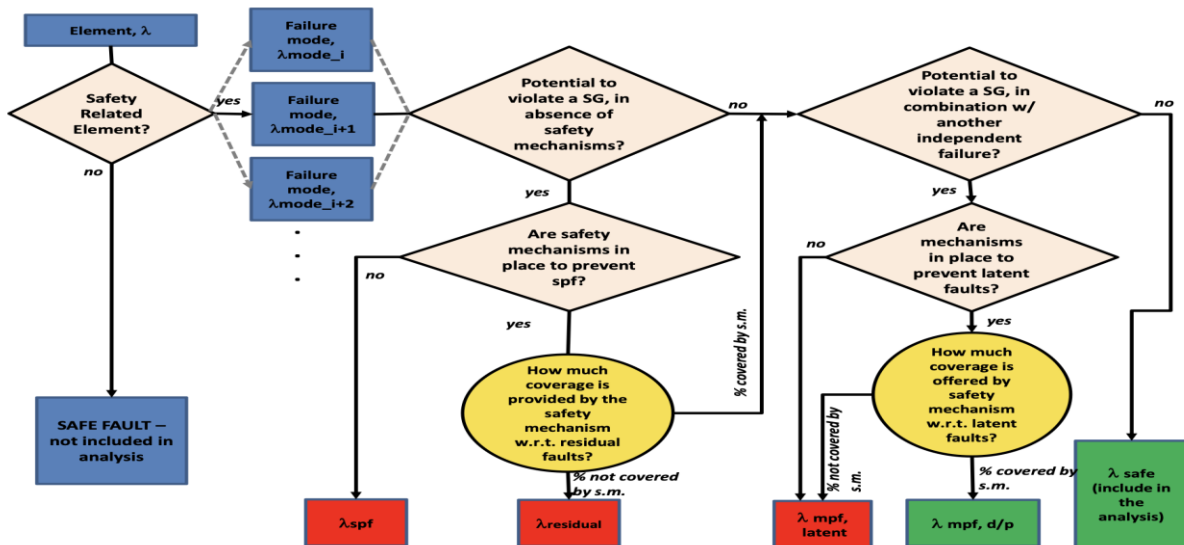 Element, λ
Safety
Related
Element?
yes
no
SAFE FAULT –
not included in
analysis
Failure
mode,
λmode_i
Failure
mode,
λmode_i+1
Failure
mode,
λmode_i+2
.
.
.
Potential to
violate a SG, in
absence of
safety
mechanisms?
no
yes
Are safety
mechanisms in
place to prevent
spf?
no
yes
How much
coverage is
provided by the
safety
mechanism
w.r.t. residual
faults?
% covered by s.m.
% not covered
by s.m.
λspf
λresidual
Potential to
violate a SG, in
combination w/
another
independent
failure?
no
yes
Are
mechanisms
in place to
prevent latent
faults?
no
yes
How much
coverage is
offered by
safety
mechanism
w.r.t. latent
faults?
% not covered by
s.m.
% covered by
s.m.
λ mpf,
latent
λ mpf, d/p
λ safe
(include in
the
analysis)